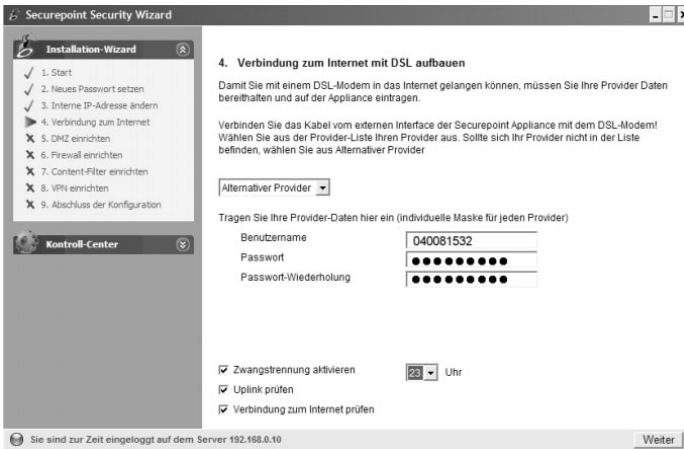 Securepoint Security Wizard
Installation-Wizard
1. Start
2. Neues Passwort setzen
3. Interne IP-Adresse ändern
4. Verbindung zum Internet
5. DMZ einrichten
6. Firewall einrichten
7. Content-Filter einrichten
8. VPN einrichten
9. Abschluss der Konfiguration
Kontroll-Center
4. Verbindung zum Internet mit DSL aufbauen
Damit Sie mit einem DSL-Modem in das Internet gelangen können, müssen Sie Ihre Provider Daten
bereithalten und auf der Appliance eintragen.
Verbinden Sie das Kabel vom externen Interface der Securepoint Appliance mit dem DSL-Modem!
Wählen Sie aus der Provider-Liste Ihren Provider aus. Sollte sich Ihr Provider nicht in der Liste
befinden, wählen Sie aus Alternativer Provider
Alternativer Provider
Tragen Sie Ihre Provider-Daten hier ein (individuelle Maske für jeden Provider)
Benutzername 040081532
Passwort ●●●●●●●●●
Passwort-Wiederholung ●●●●●●●●●
Zwangstrennung aktivieren 23 Uhr
Uplink prüfen
Verbindung zum Internet prüfen
Sie sind zur Zeit eingeloggt auf dem Server 192.168.0.10
Weiter